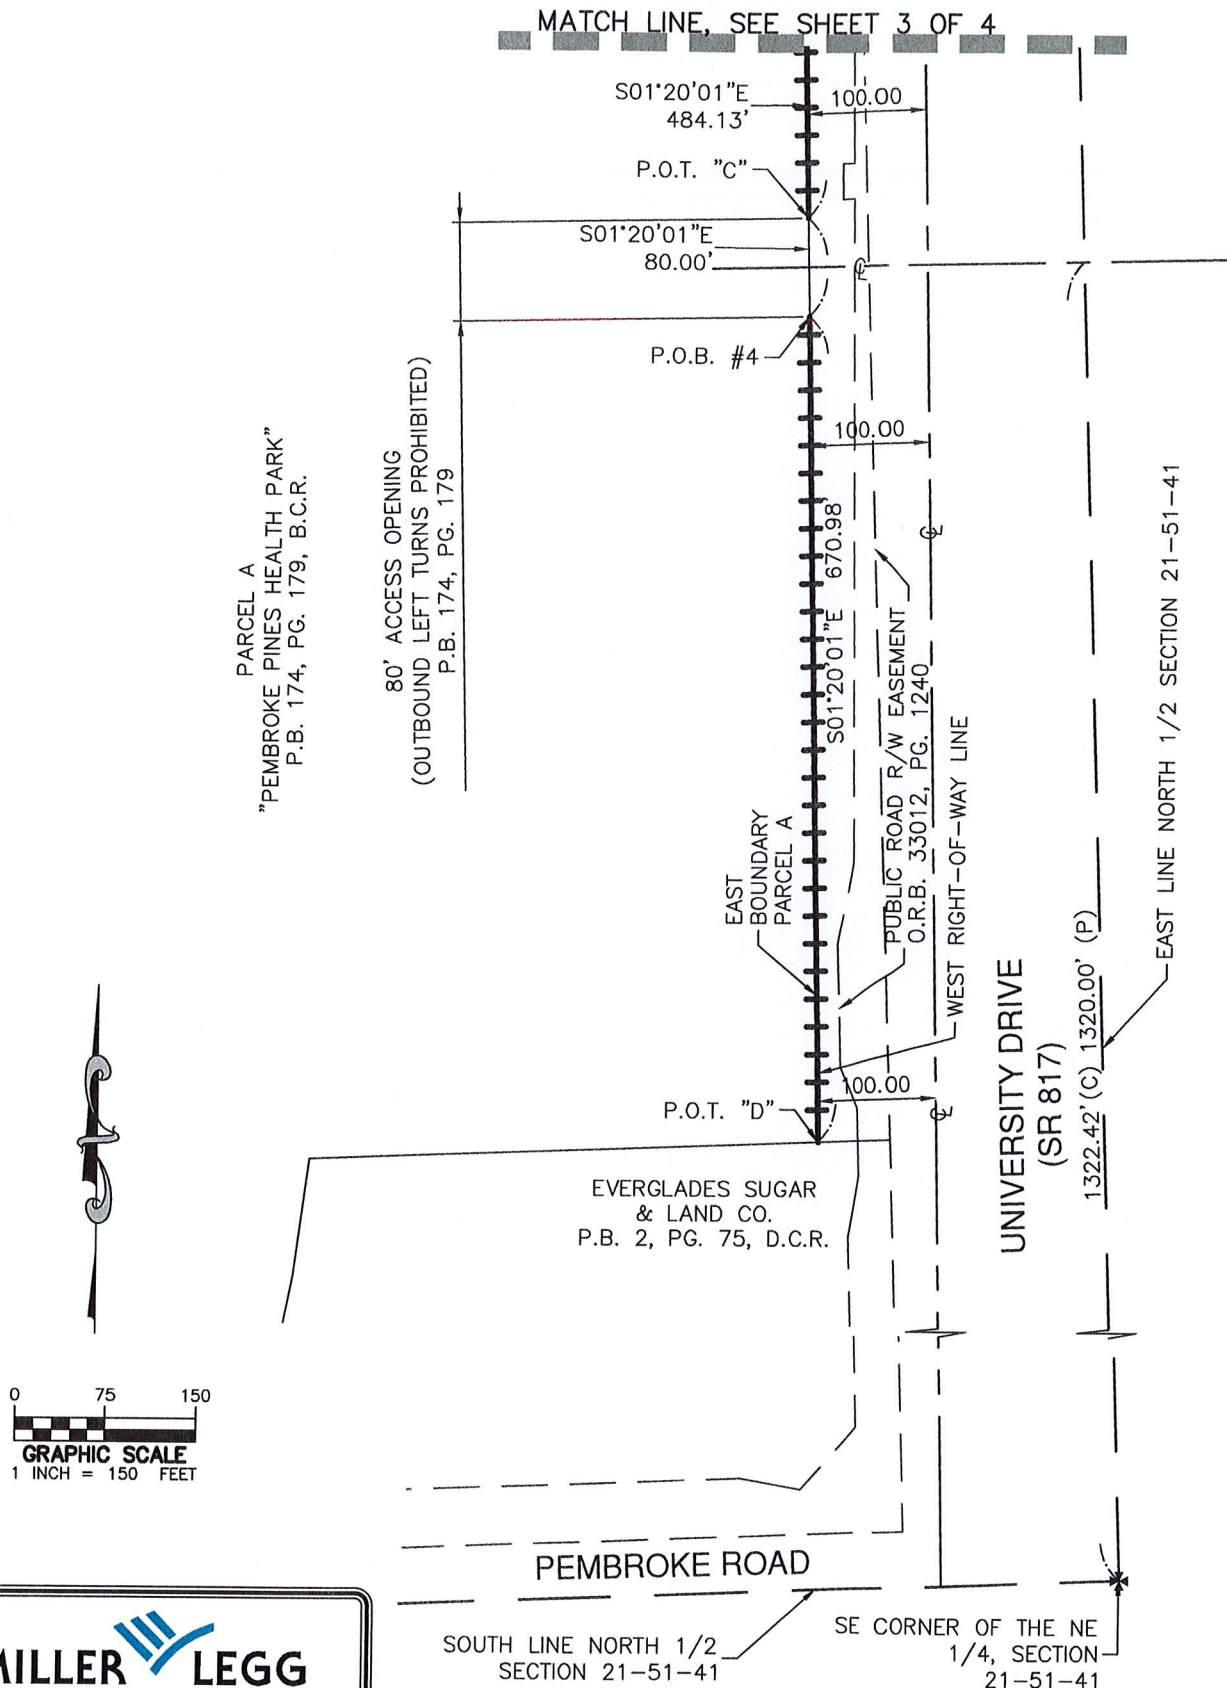 MATCH LINE, SEE SHEET 3 OF 4
S01°20'01"E
484.13'
100.00
P.O.T. "C"
S01°20'01"E
80.00'
P.O.B. #4
100.00
PARCEL A
"PEMBROKE PINES HEALTH PARK"
P.B. 174, PG. 179, B.C.R.
80' ACCESS OPENING
(OUTBOUND LEFT TURNS PROHIBITED)
P.B. 174, PG. 179
S01°20'01"E 670.98'
EAST
BOUNDARY
PARCEL A
PUBLIC ROAD R/W EASEMENT
O.R.B. 33012, PG. 1240
WEST RIGHT-OF-WAY LINE
UNIVERSITY DRIVE
(SR 817)
1322.42'(C) 1320.00' (P)
EAST LINE NORTH 1/2 SECTION 21-51-41
100.00
P.O.T. "D"
EVERGLADES SUGAR
& LAND CO.
P.B. 2, PG. 75, D.C.R.
0 75 150
GRAPHIC SCALE
1 INCH = 150 FEET
PEMBROKE ROAD
SOUTH LINE NORTH 1/2
SECTION 21-51-41
SE CORNER OF THE NE
1/4, SECTION
21-51-41
MILLER LEGG